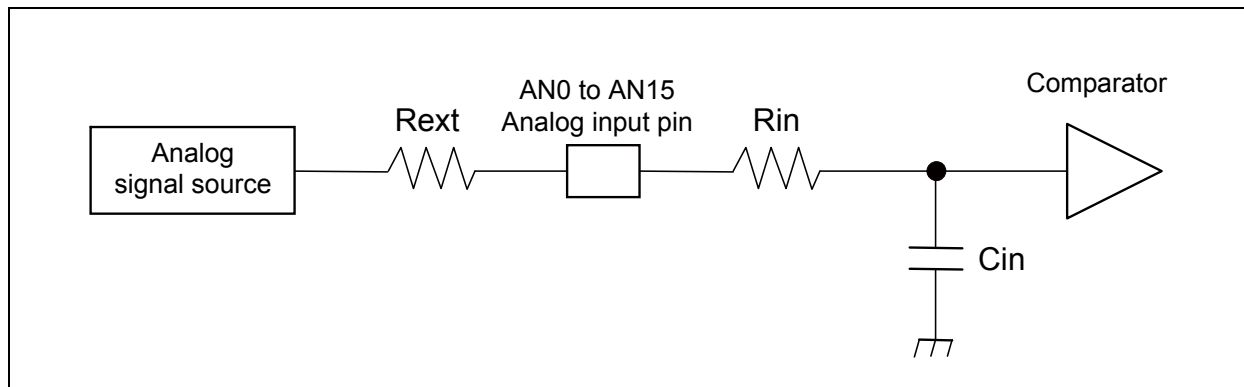 AN0 to AN15
Analog input pin
Comparator
Rext
Rin
Analog
signal source
Cin